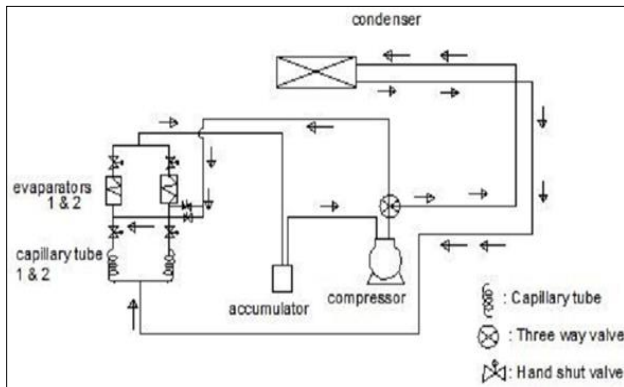 condenser
evaporators
1 & 2
capillary tube
1 & 2
accumulator
compressor
: Capillary tube
: Three way valve
: Hand shut valve